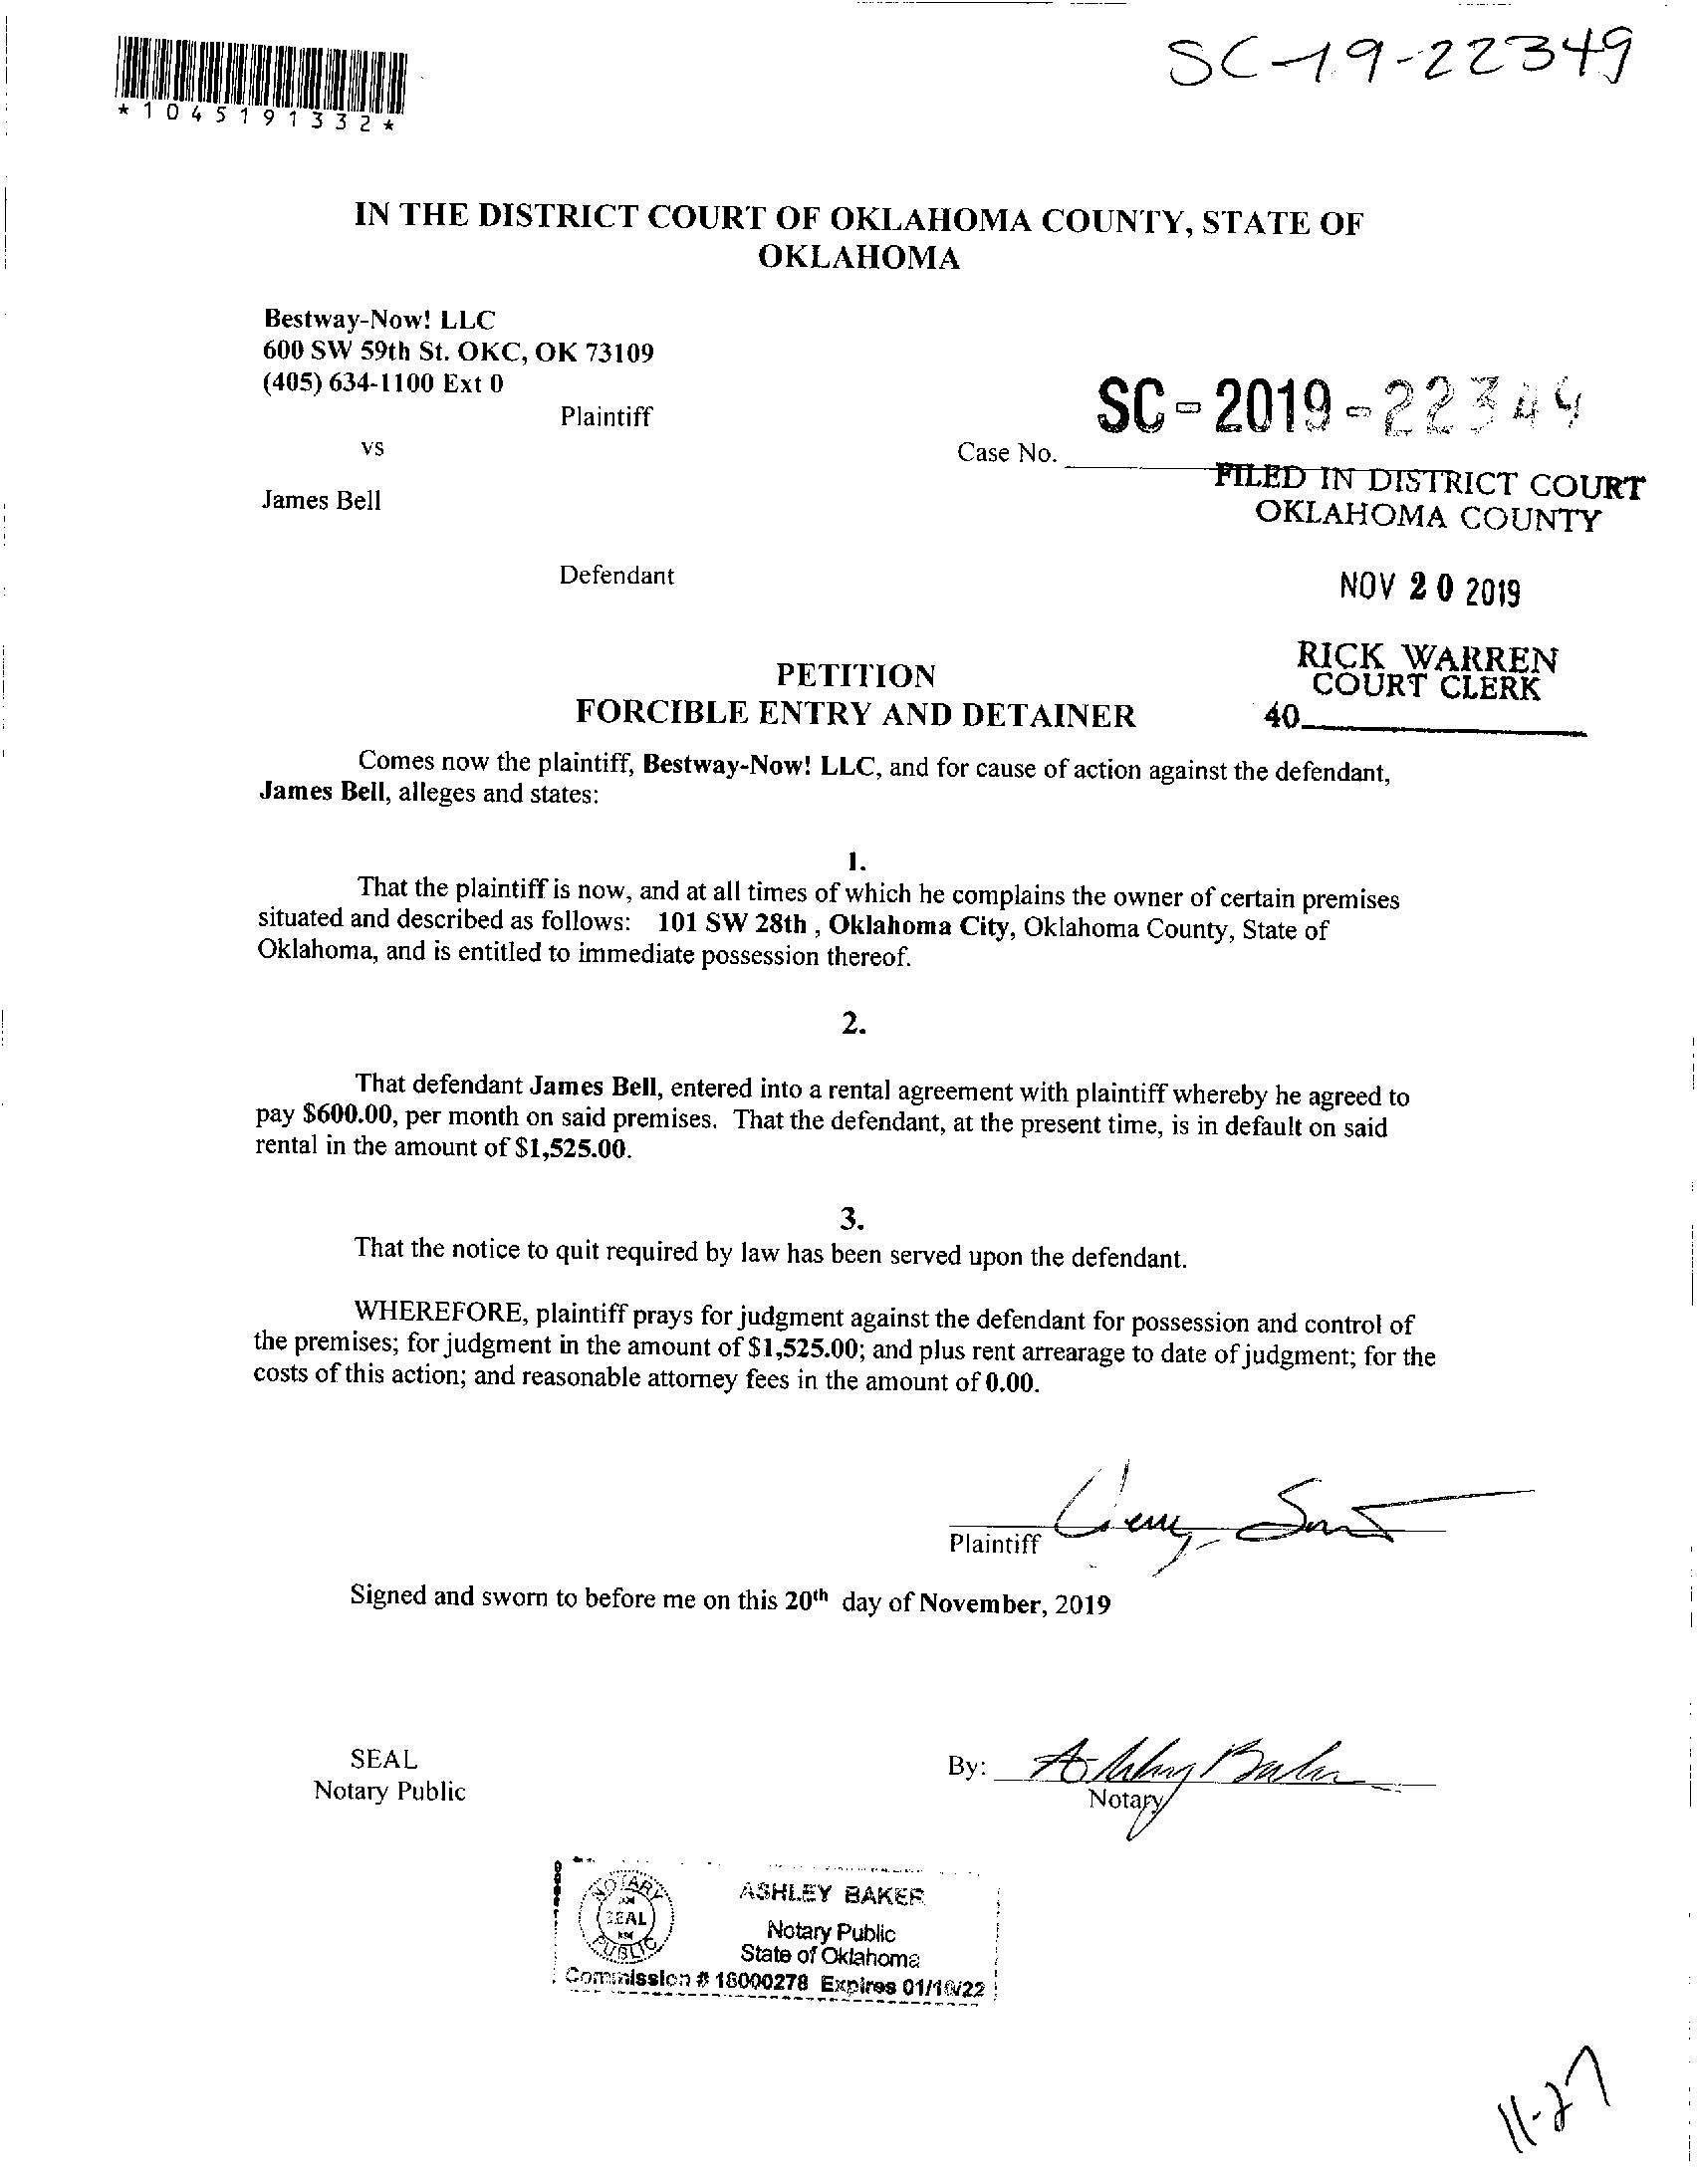 SC-19-22349
*1045191332*
IN THE DISTRICT COURT OF OKLAHOMA COUNTY, STATE OF
OKLAHOMA
Bestway-Now! LLC
600 SW 59th St. OKC, OK 73109
(405) 634-1100 Ext 0
Plaintiff
SC-2019-22349
vs
Case No.
FILED IN DISTRICT COURT
James Bell
OKLAHOMA COUNTY
Defendant
NOV 20 2019
RICK WARREN
PETITION
COURT CLERK
FORCIBLE ENTRY AND DETAINER
40
Comes now the plaintiff, Bestway-Now! LLC, and for cause of action against the defendant,
James Bell, alleges and states:
1.
That the plaintiff is now, and at all times of which he complains the owner of certain premises
situated and described as follows: 101 SW 28th , Oklahoma City, Oklahoma County, State of
Oklahoma, and is entitled to immediate possession thereof.
2.
That defendant James Bell, entered into a rental agreement with plaintiff whereby he agreed to
pay $600.00, per month on said premises. That the defendant, at the present time, is in default on said
rental in the amount of $1,525.00.
3.
That the notice to quit required by law has been served upon the defendant.
WHEREFORE, plaintiff prays for judgment against the defendant for possession and control of
the premises; for judgment in the amount of $1,525.00; and plus rent arrearage to date of judgment; for the
costs of this action; and reasonable attorney fees in the amount of 0.00.
Plaintiff
Signed and sworn to before me on this 20th day of November, 2019
SEAL
By: Ashley Baker
Notary Public
Notary
NOTARY
SEAL
PUBLIC
ASHLEY BAKER
Notary Public
State of Oklahoma
Commission # 18000278 Expires 01/10/22
11-27